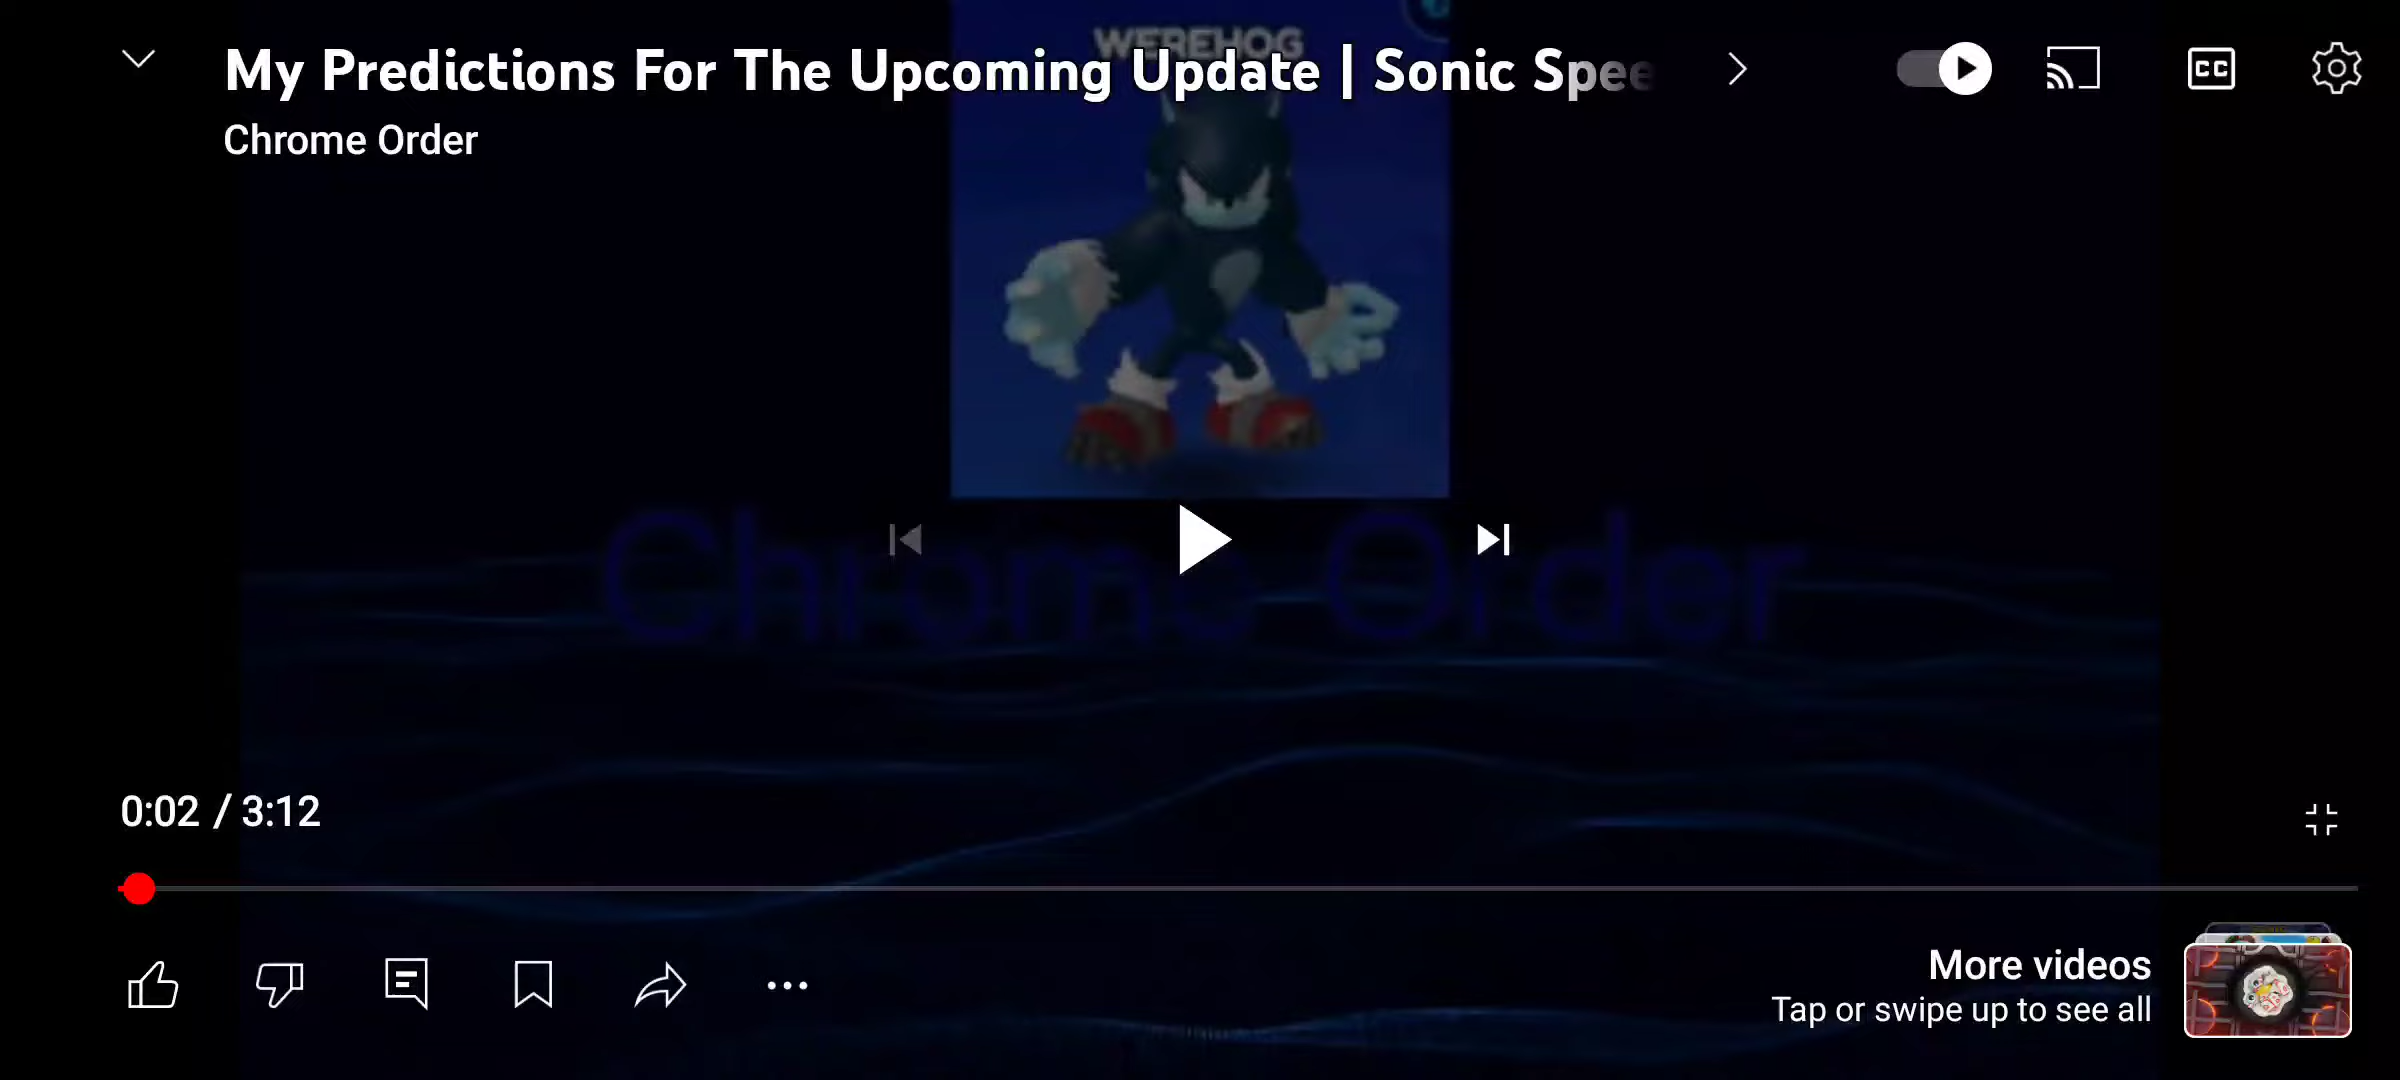 WEREHOG
My Predictions For The Upcoming Update | Sonic Spee
CC
Chrome Order
Chrome Order
0:02 / 3:12
More videos
Tap or swipe up to see all